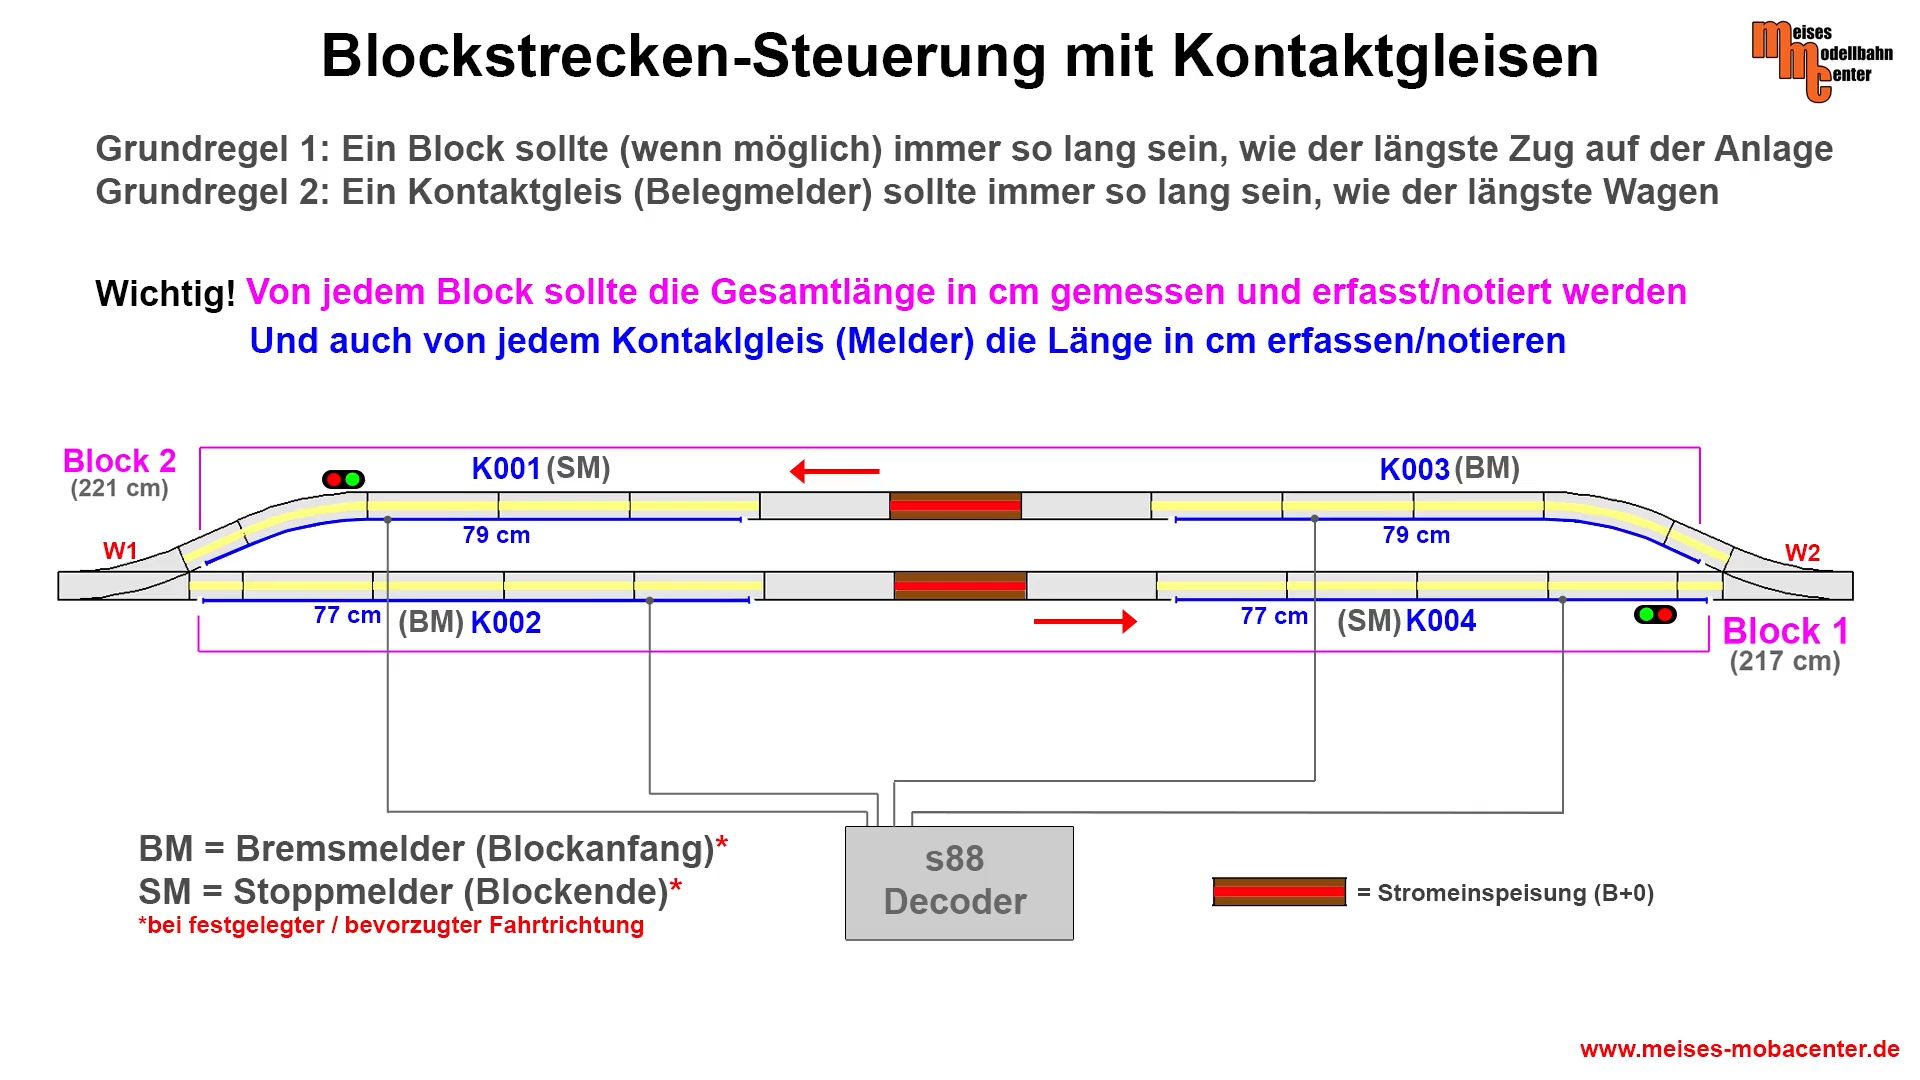 Blockstrecken-Steuerung mit Kontaktgleisen
Meises
Modellbahn
Center
Grundregel 1: Ein Block sollte (wenn möglich) immer so lang sein, wie der längste Zug auf der Anlage
Grundregel 2: Ein Kontaktgleis (Belegmelder) sollte immer so lang sein, wie der längste Wagen
Wichtig! Von jedem Block sollte die Gesamtlänge in cm gemessen und erfasst/notiert werden
Und auch von jedem Kontaklgleis (Melder) die Länge in cm erfassen/notieren
Block 2
(221 cm)
K001 (SM)
K003 (BM)
79 cm
79 cm
W1
W2
77 cm
(BM) K002
77 cm
(SM) K004
Block 1
(217 cm)
BM = Bremsmelder (Blockanfang)*
SM = Stoppmelder (Blockende)*
*bei festgelegter / bevorzugter Fahrtrichtung
s88
Decoder
= Stromeinspeisung (B+0)
www.meises-mobacenter.de